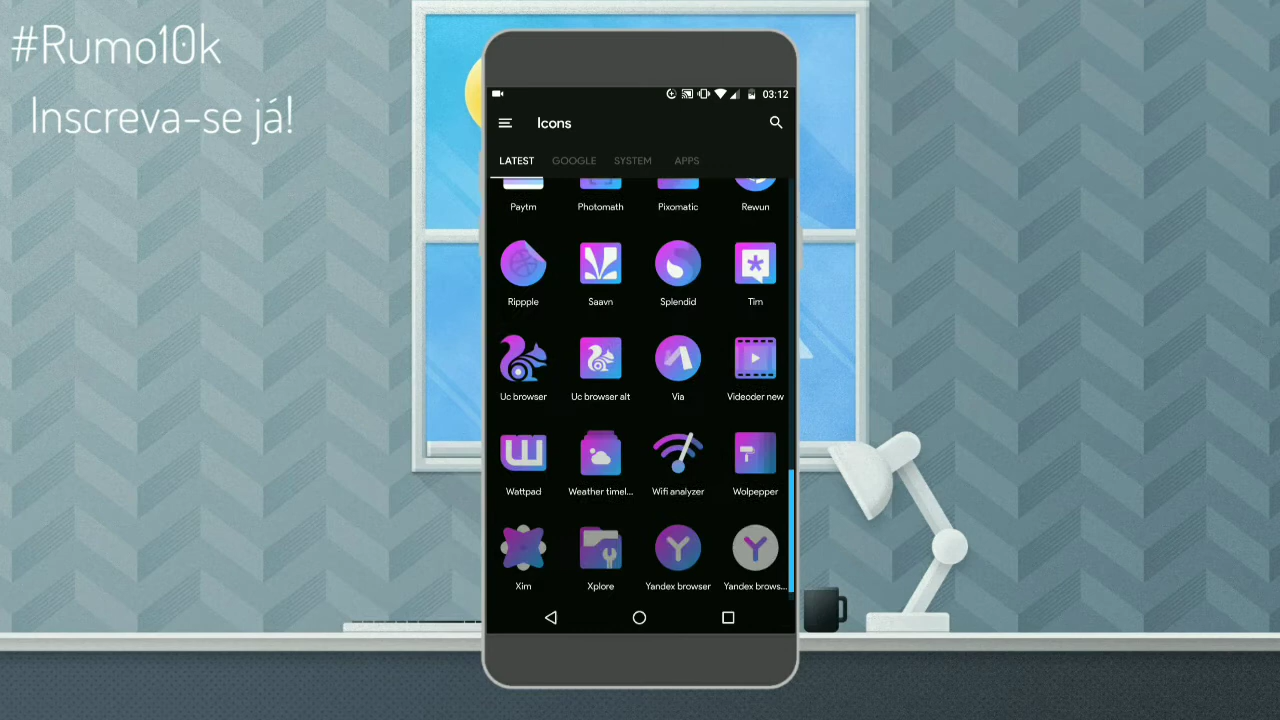 #Rumo10k
Inscreva-se já!
03:12
Icons
LATEST GOOGLE SYSTEM APPS
Paytm Photomath Pixomatic Rewun
Rippple Saavn Splendid Tim
Uc browser Uc browser alt Via Videoder new
Wattpad Weather timel... Wifi analyzer Wolpepper
Xim Xplore Yandex browser Yandex brows...